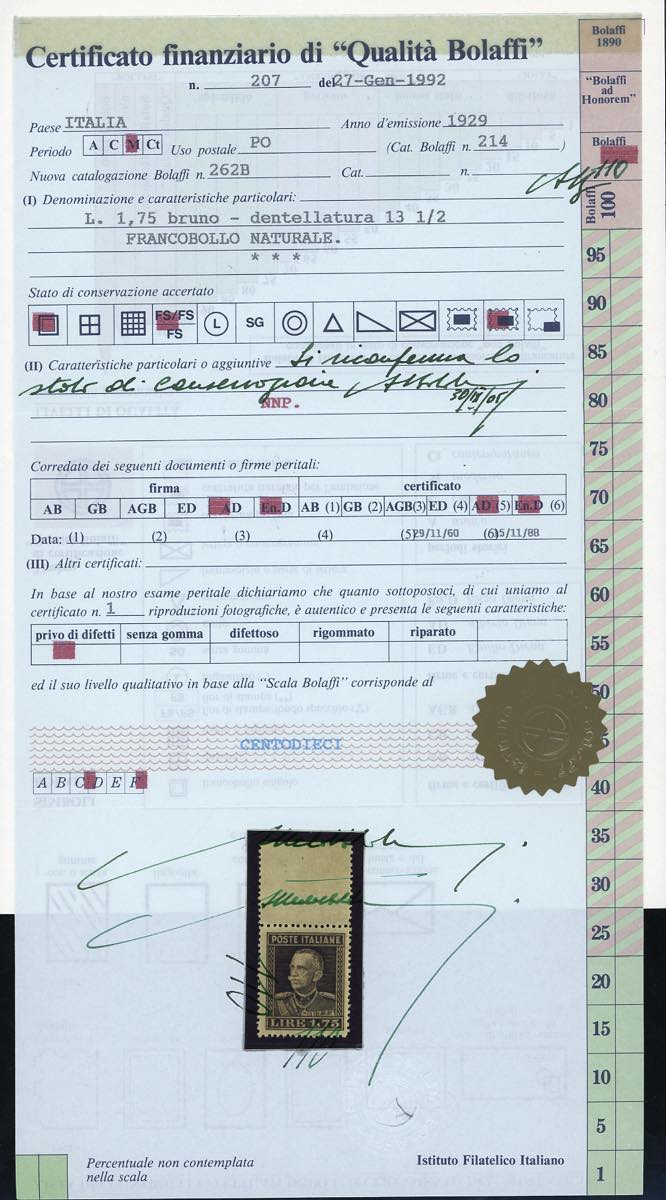 Certificato finanziario di “Qualità Bolaffi”
n. 207 del 27-Gen-1992
Paese ITALIA Anno d'emissione 1929
Periodo A C M Ct Uso postale PO (Cat. Bolaffi n. 214 )
Nuova catalogazione Bolaffi n. 262B Cat. n.
(I) Denominazione e caratteristiche particolari:
L. 1,75 bruno - dentellatura 13 1/2
FRANCOBOLLO NATURALE.
* * *
Stato di conservazione accertato
FS/FS
FS
L
SG
(II) Caratteristiche particolari o aggiuntive Si riconferma lo
stato di conservazione
30/IX/05
NNP.
Corredato dei seguenti documenti o firme peritali:
firma certificato
AB GB AGB ED AD En.D AB (1) GB (2) AGB(3) ED (4) AD (5) En.D (6)
Data: (1) (2) (3) (4) (5)29/11/60 (6)15/11/88
(III) Altri certificati:
In base al nostro esame peritale dichiariamo che quanto sottopostoci, di cui uniamo al
certificato n. 1 riproduzioni fotografiche, è autentico e presenta le seguenti caratteristiche:
privo di difetti senza gomma difettoso rigommato riparato
ed il suo livello qualitativo in base alla “Scala Bolaffi” corrisponde al
CENTODIECI
A B C D E F
POSTE ITALIANE
LIRE 1,75
Percentuale non contemplata
nella scala
Istituto Filatelico Italiano
Bolaffi
1890
“Bolaffi
ad
Honorem”
Bolaffi
110
Bolaffi
100
95
90
85
80
75
70
65
60
55
50
45
40
35
30
25
20
15
10
5
1